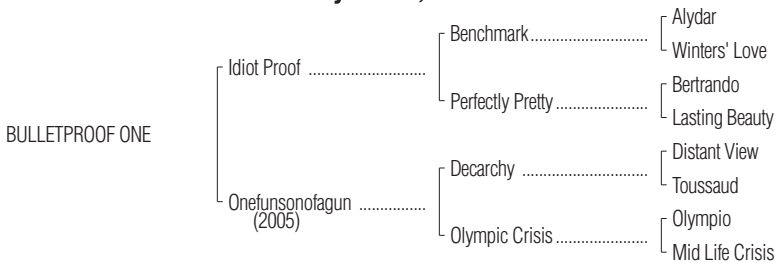 Alydar
Benchmark
Winters' Love
Idiot Proof
Bertrando
Perfectly Pretty
Lasting Beauty
BULLETPROOF ONE
Distant View
Decarchy
Toussaud
Onefunsonofagun
(2005)
Olympio
Olympic Crisis
Mid Life Crisis